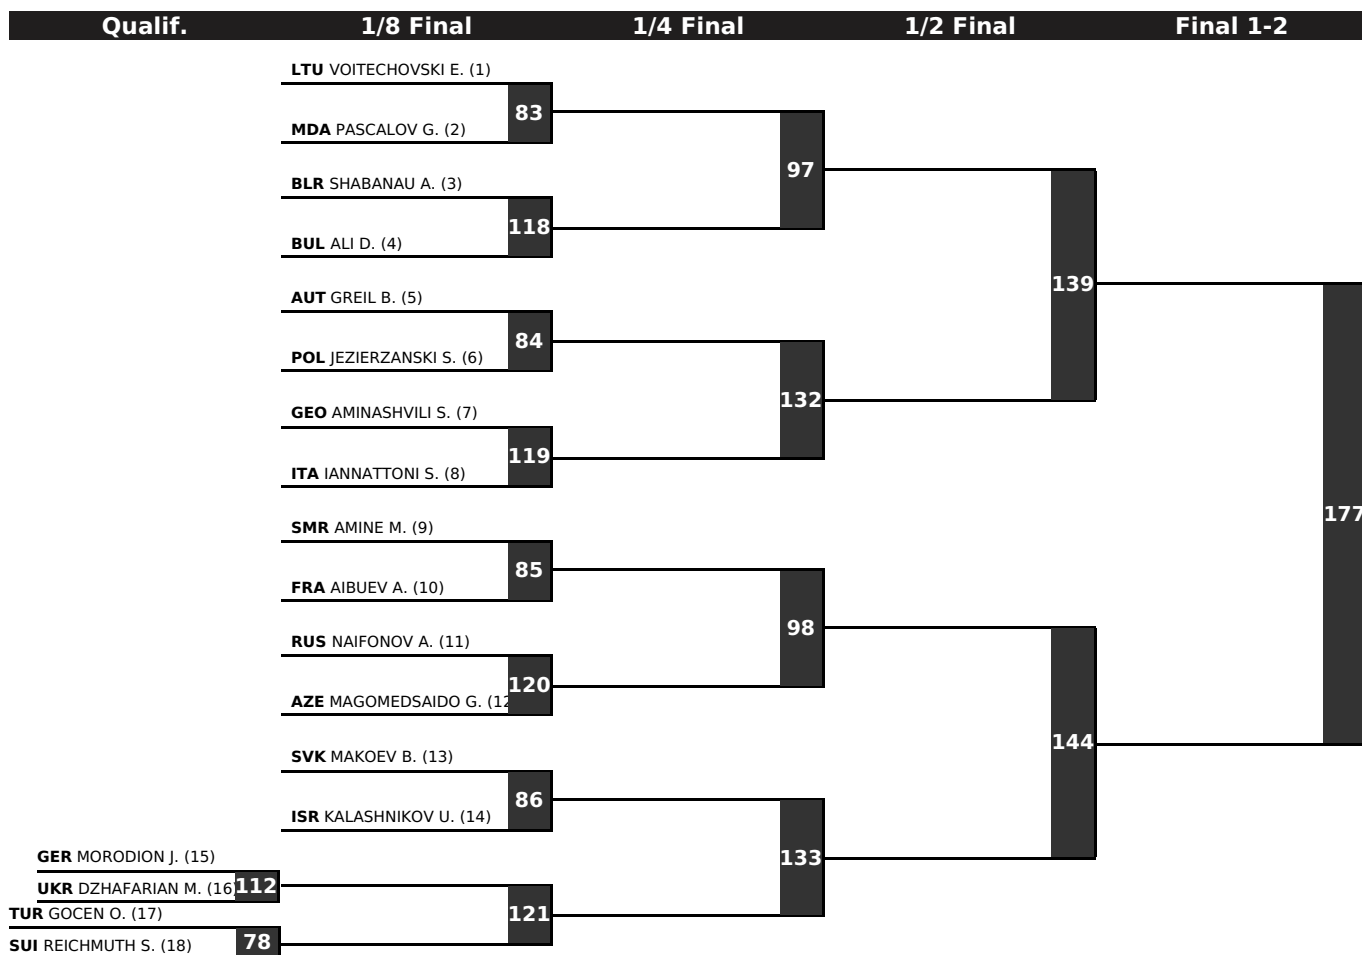 Qualif. 1/8 Final 1/4 Final 1/2 Final Final 1-2
LTU VOITECHOVSKI E. (1)
83
MDA PASCALOV G. (2)
97
BLR SHABANAU A. (3)
118
BUL ALI D. (4)
139
AUT GREIL B. (5)
84
POL JEZIERZANSKI S. (6)
132
GEO AMINASHVILI S. (7)
119
ITA IANNATTONI S. (8)
177
SMR AMINE M. (9)
85
FRA AIBUEV A. (10)
98
RUS NAIFONOV A. (11)
120
AZE MAGOMEDSAIDO G. (12
144
SVK MAKOEV B. (13)
86
ISR KALASHNIKOV U. (14)
133
GER MORODION J. (15)
112
UKR DZHAFARIAN M. (16)
121
TUR GOCEN O. (17)
78
SUI REICHMUTH S. (18)